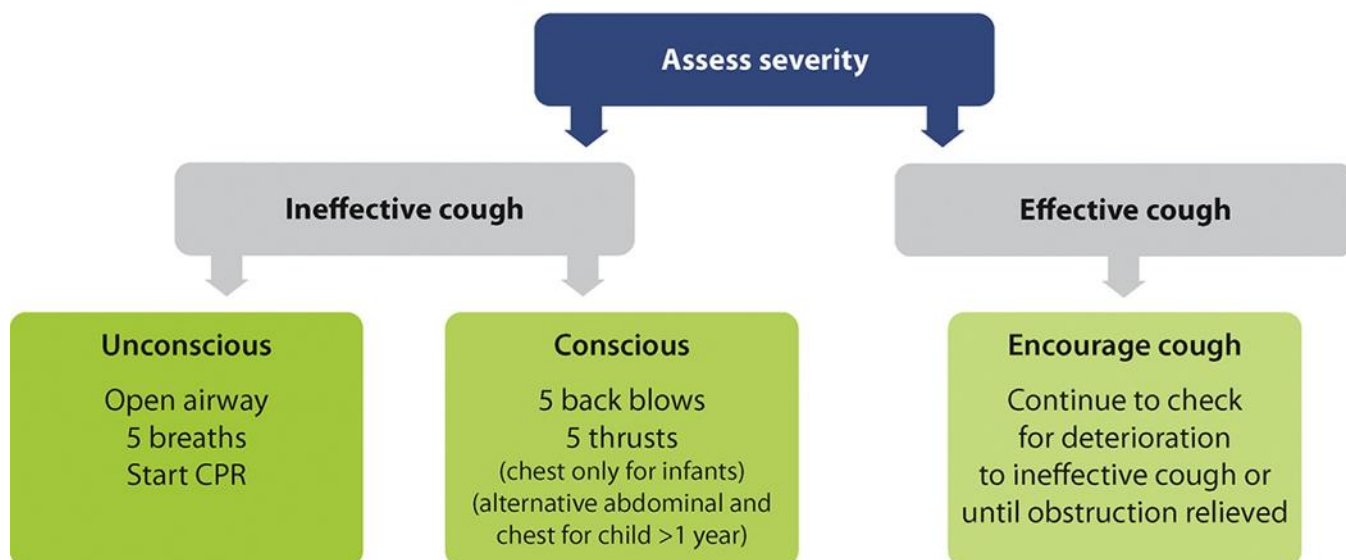 Assess severity
Ineffective cough
Effective cough
Unconscious
Open airway
5 breaths
Start CPR
Conscious
5 back blows
5 thrusts
(chest only for infants)
(alternative abdominal and
chest for child >1 year)
Encourage cough
Continue to check
for deterioration
to ineffective cough or
until obstruction relieved